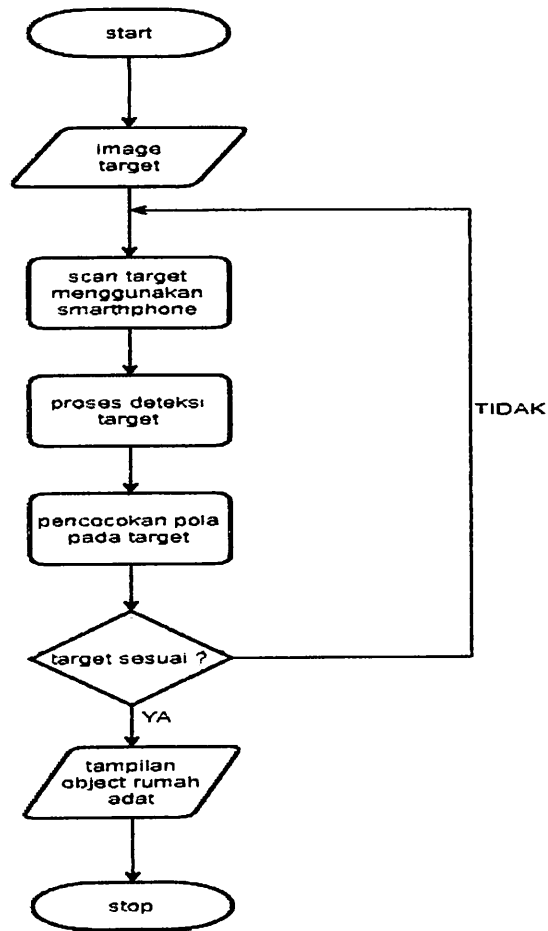 start
image
target
scan target
menggunakan
smarthphone
proses deteksi
target
TIDAK
pencocokan pola
pada target
target sesuai ?
YA
tampilan
object rumah
adat
stop